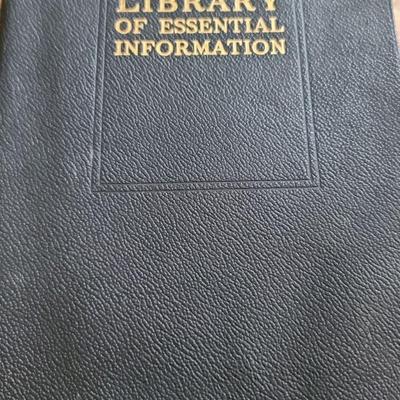 LIBRARY
OF ESSENTIAL
INFORMATION